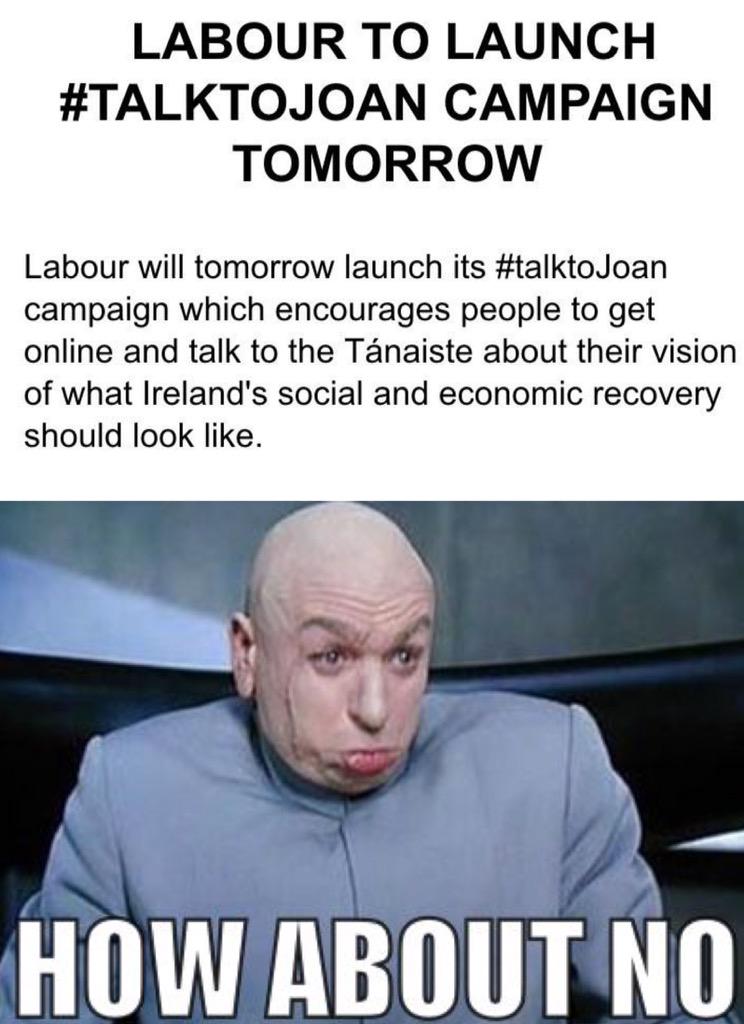 LABOUR TO LAUNCH
#TALKTOJOAN CAMPAIGN
TOMORROW
Labour will tomorrow launch its #talktoJoan
campaign which encourages people to get
online and talk to the Tánaiste about their vision
of what Ireland's social and economic recovery
should look like.
HOW ABOUT NO